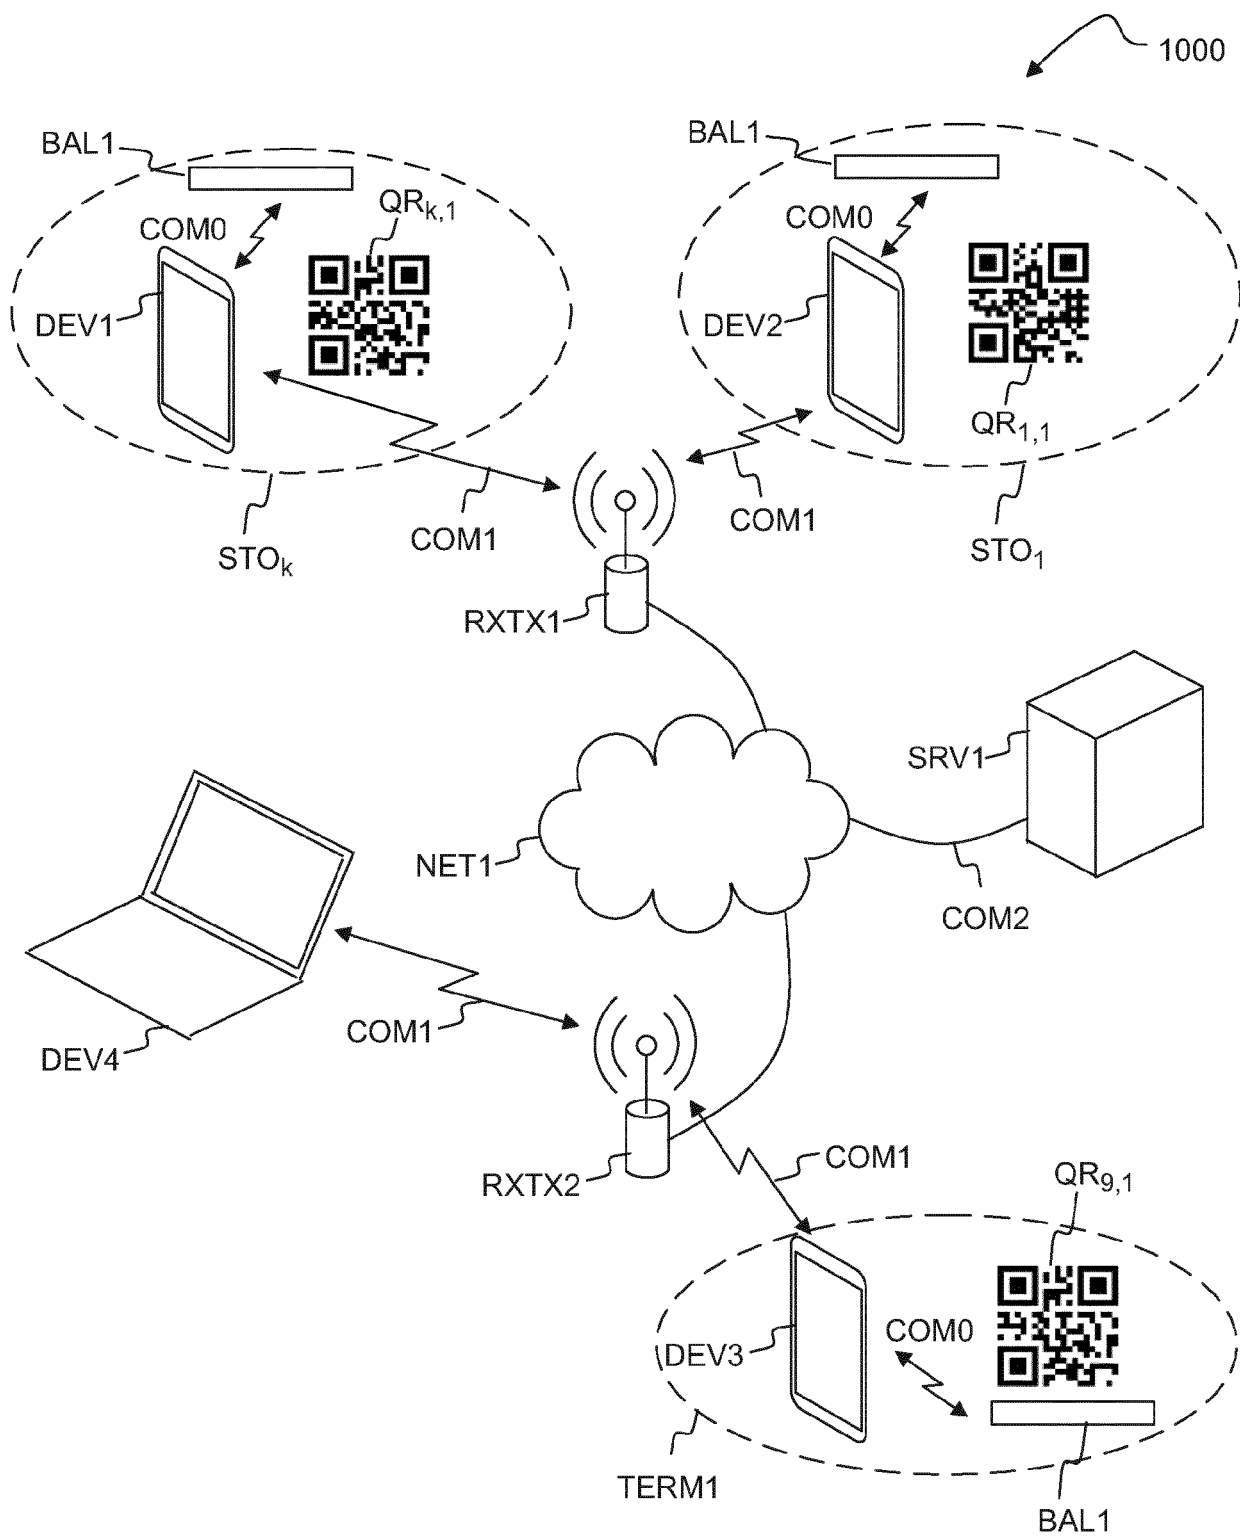 1000
BAL1
BAL1
QRk,1
COM0
COM0
DEV1
DEV2
QR1,1
COM1
COM1
STOk
STO1
RXTX1
SRV1
NET1
COM2
COM1
DEV4
COM1
RXTX2
QR9,1
COM0
DEV3
TERM1
BAL1